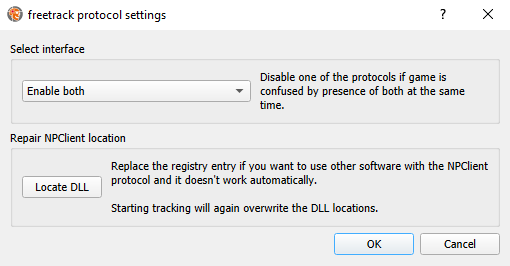 freetrack protocol settings
?
Select interface
Enable both
Disable one of the protocols if game is
confused by presence of both at the same
time.
Repair NPClient location
Locate DLL
Replace the registry entry if you want to use other software with the NPClient
protocol and it doesn't work automatically.
Starting tracking will again overwrite the DLL locations.
OK
Cancel